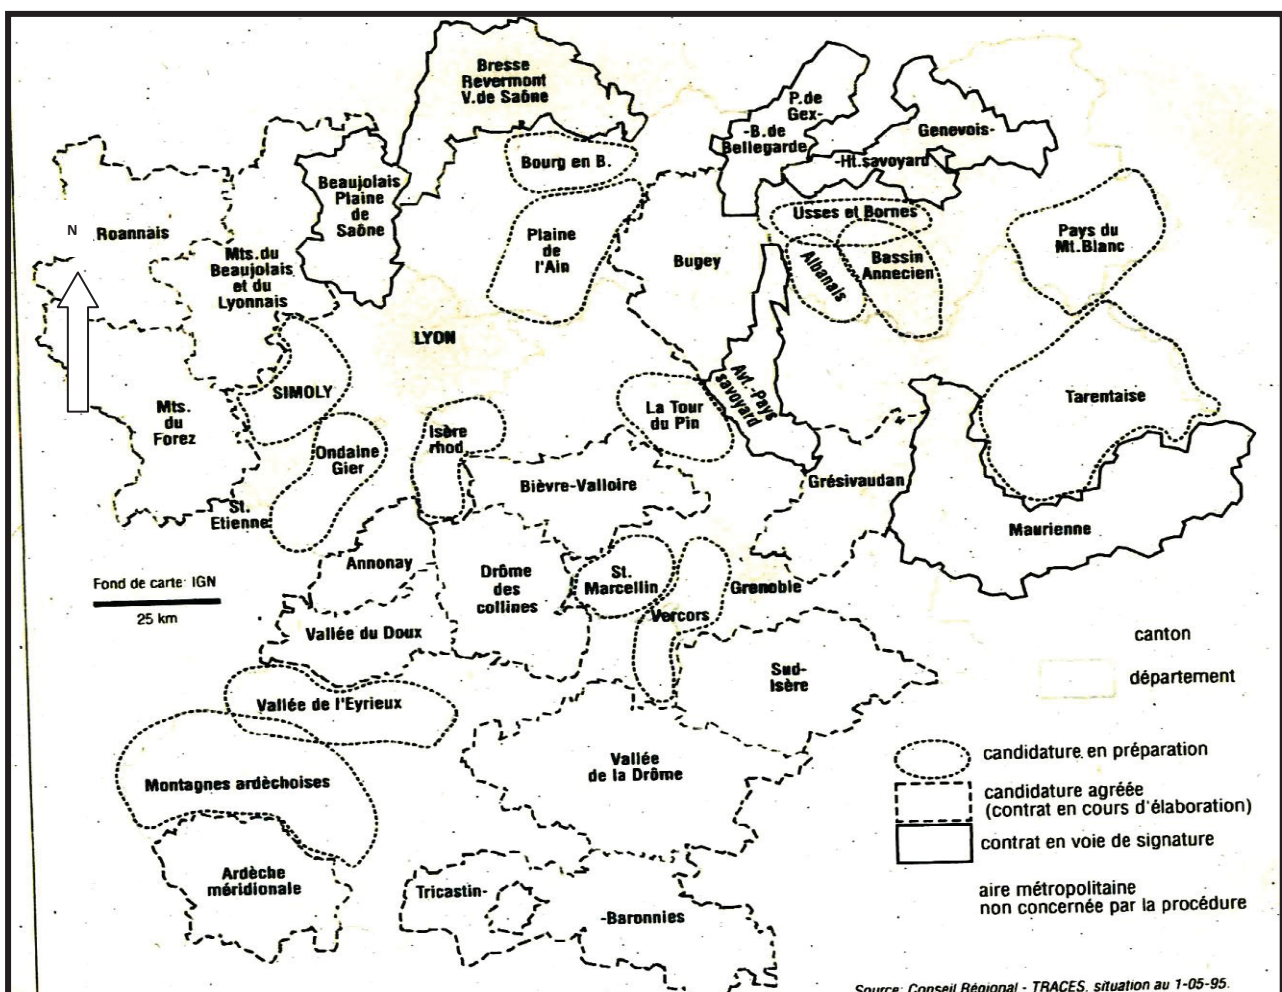 Bresse
Revermont
V.de Saône
P.de
Gex-
-B.de
Bellegarde
Genevois-
-Ht.savoyard
Bourg en B.
Beaujolais
Plaine
de
Saône
Usses et Bornes
N
Roannais
Plaine
de
l'Ain
Pays du
Mt.Blanc
Mts.du
Beaujolais
et du
Lyonnais
Bugey
Albanais
Bassin
Annecien
LYON
SIMOLY
Avt.-Pays
savoyard
Tarentaise
Mts.
du
Forez
La Tour
du Pin
Isère
rhod
Ondaine
Gier
Bièvre-Valloire
Grésivaudan
St.
Etienne
Maurienne
Annonay
Drôme
des
collines
St.
Marcellin
Grenoble
Fond de carte: IGN
25 km
Vercors
Vallée du Doux
canton
Sud-
Isère
département
Vallée de l'Eyrieux
Vallée
de la Drôme
candidature en préparation
Montagnes ardèchoises
candidature agréée
(contrat en cours d'élaboration)
contrat en voie de signature
Ardèche
méridionale
Tricastin-
-Baronnies
aire métropolitaine
non concernée par la procédure
Source: Conseil Régional - TRACES, situation au 1-05-95.